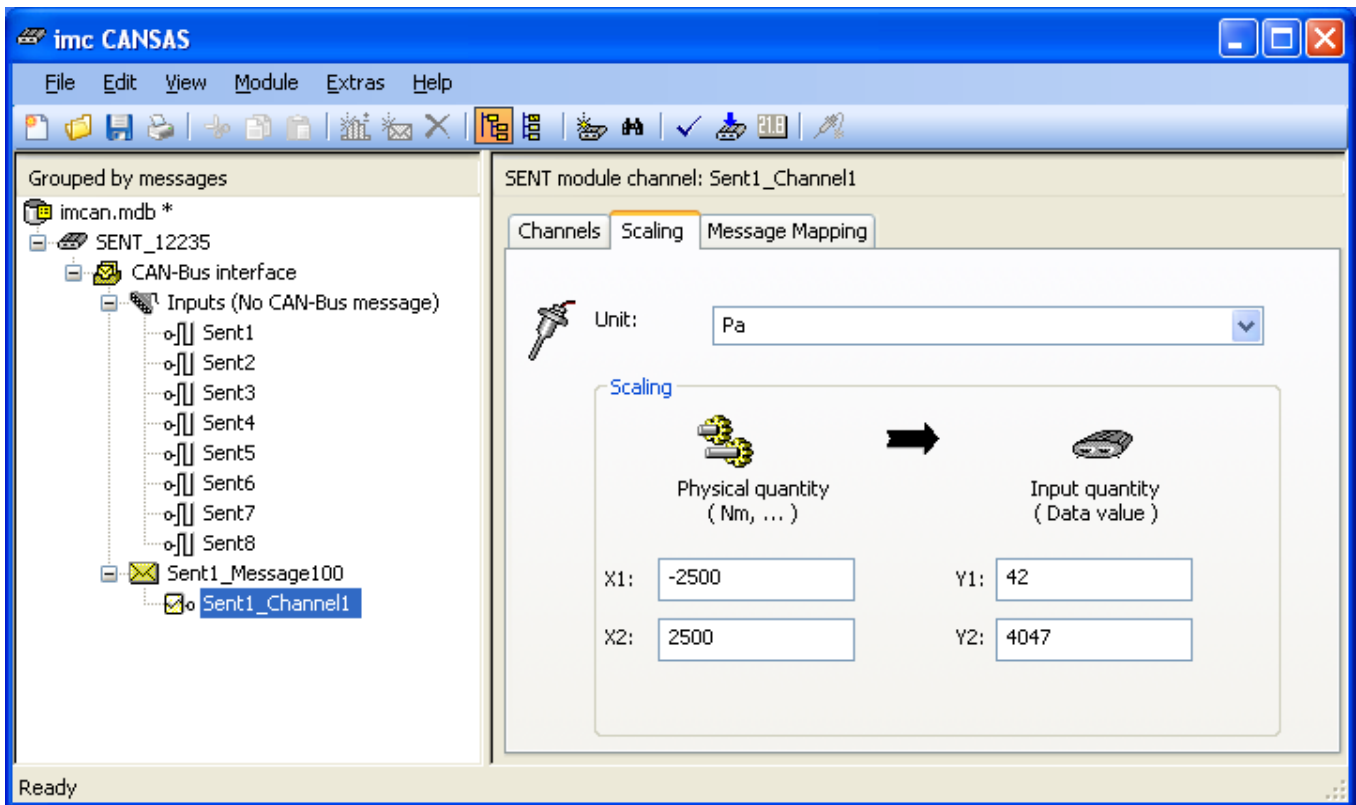 imc CANSAS
File Edit View Module Extras Help
Grouped by messages
imcan.mdb *
SENT_12235
CAN-Bus interface
Inputs (No CAN-Bus message)
Sent1
Sent2
Sent3
Sent4
Sent5
Sent6
Sent7
Sent8
Sent1_Message100
Sent1_Channel1
SENT module channel: Sent1_Channel1
Channels Scaling Message Mapping
Unit: Pa
Scaling
Physical quantity
( Nm, ... )
Input quantity
( Data value )
X1: -2500 Y1: 42
X2: 2500 Y2: 4047
Ready